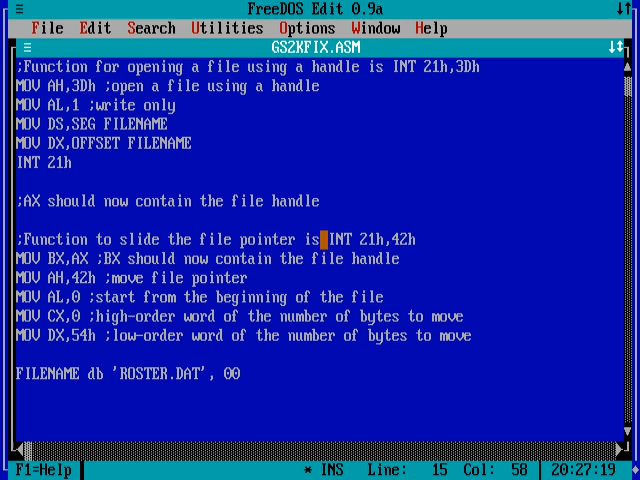 FreeDOS Edit 0.9a
File Edit Search Utilities Options Window Help
GS2KFIX.ASM
;Function for opening a file using a handle is INT 21h,3Dh
MOV AH,3Dh ;open a file using a handle
MOV AL,1 ;write only
MOV DS,SEG FILENAME
MOV DX,OFFSET FILENAME
INT 21h
;AX should now contain the file handle
;Function to slide the file pointer is INT 21h,42h
MOV BX,AX ;BX should now contain the file handle
MOV AH,42h ;move file pointer
MOV AL,0 ;start from the beginning of the file
MOV CX,0 ;high-order word of the number of bytes to move
MOV DX,54h ;low-order word of the number of bytes to move
FILENAME db 'ROSTER.DAT', 00
F1=Help * INS Line: 15 Col: 58 20:27:19